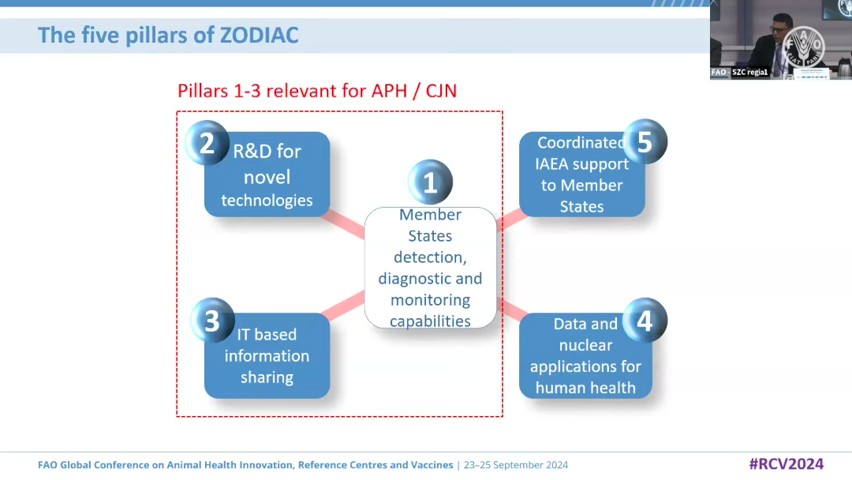 The five pillars of ZODIAC
FAO - SZC regia1
FAO
FIAT PANIS
Pillars 1-3 relevant for APH / CJN
1
Member
States
detection,
diagnostic and
monitoring
capabilities
2
R&D for
novel
technologies
3
IT based
information
sharing
4
Data and
nuclear
applications for
human health
5
Coordinated
IAEA support
to Member
States
FAO Global Conference on Animal Health Innovation, Reference Centres and Vaccines | 23–25 September 2024
#RCV2024